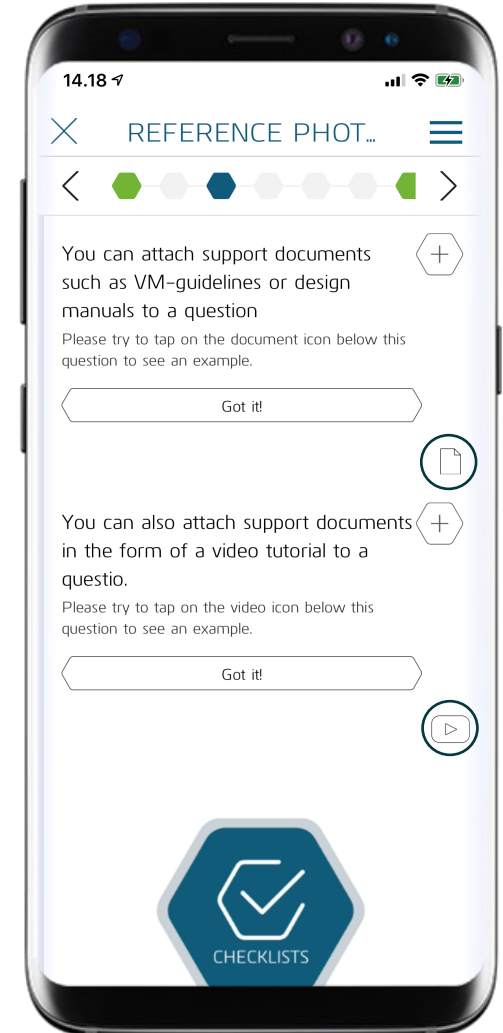 14.18
REFERENCE PHOT...
You can attach support documents
such as VM-guidelines or design
manuals to a question
Please try to tap on the document icon below this
question to see an example.
Got it!
You can also attach support documents
in the form of a video tutorial to a
questio.
Please try to tap on the video icon below this
question to see an example.
Got it!
CHECKLISTS